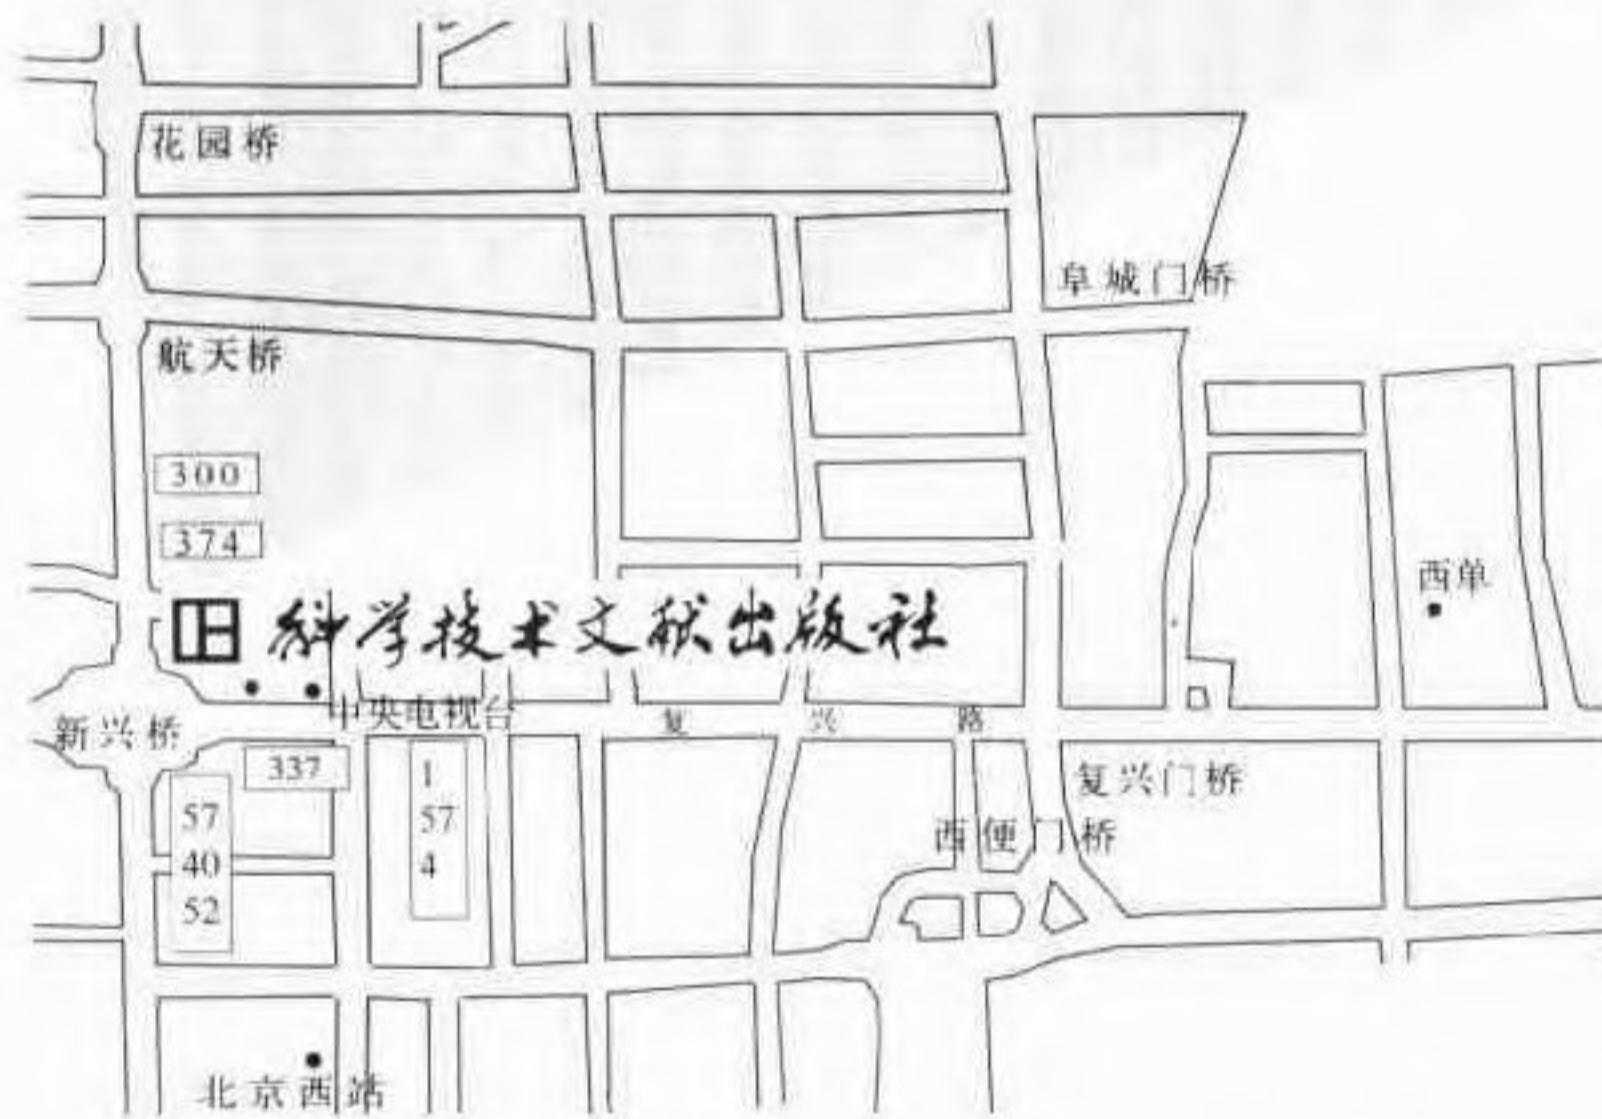 花园桥
阜城门桥
航天桥
300
374
西单
科学技术文献出版社
中央电视台
复兴路
新兴桥
337
1
57
4
复兴门桥
57
40
52
西便门桥
北京西站